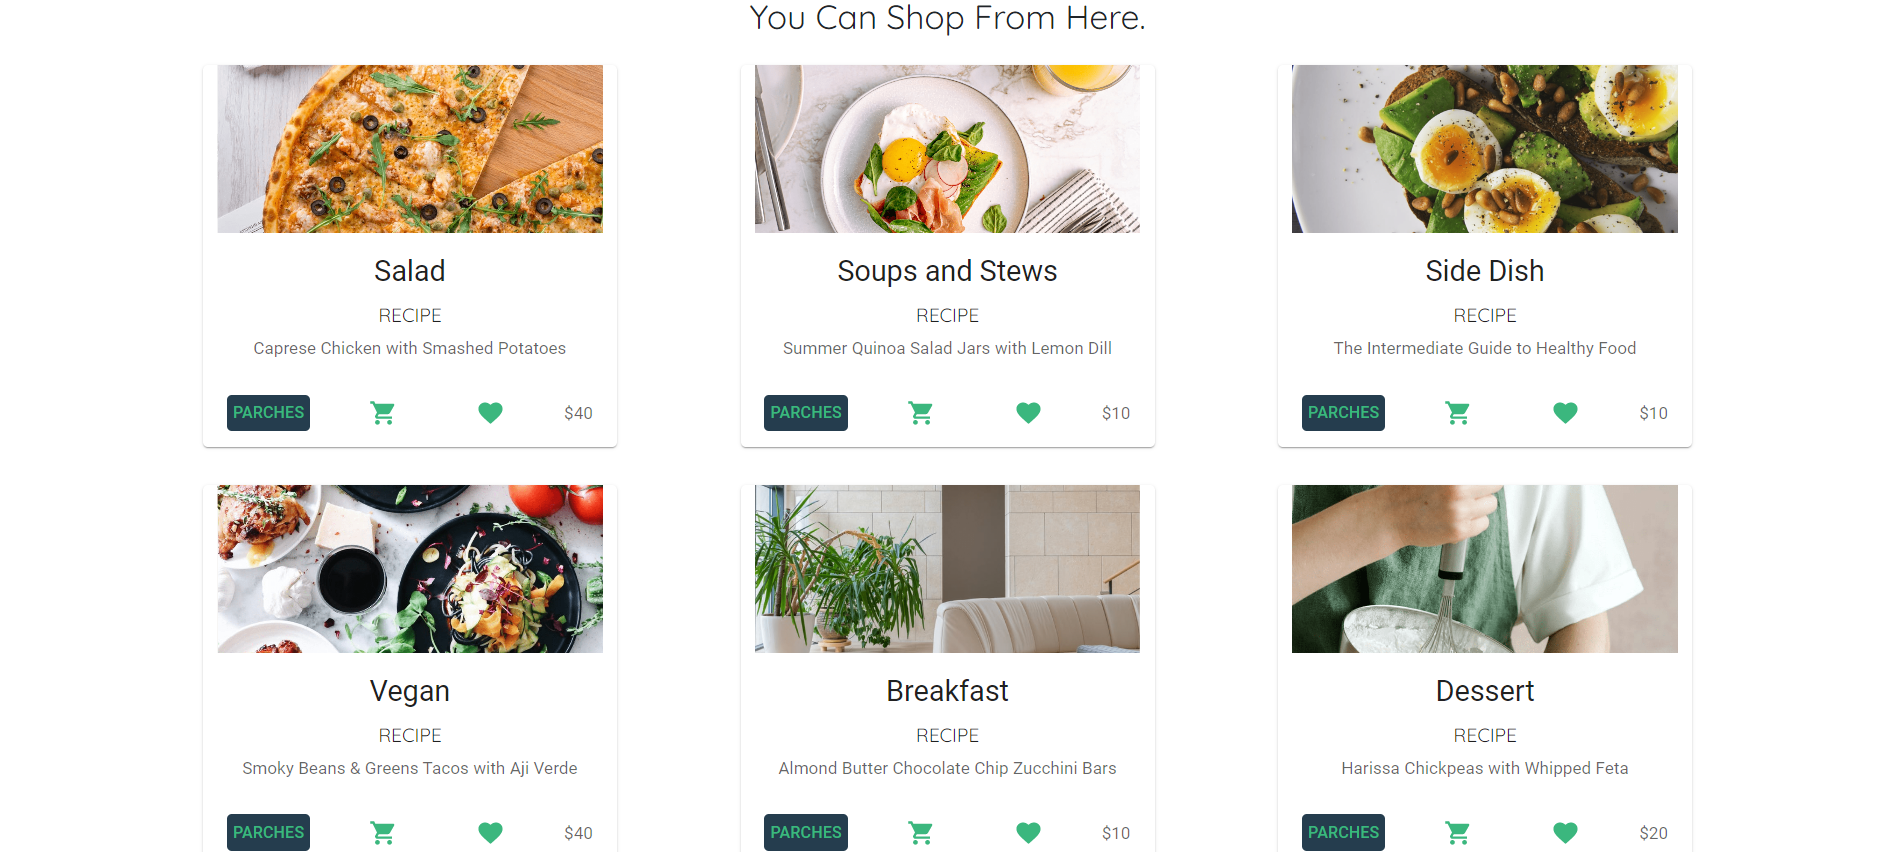 You Can Shop From Here.
Salad
RECIPE
Caprese Chicken with Smashed Potatoes
PARCHES $40
Soups and Stews
RECIPE
Summer Quinoa Salad Jars with Lemon Dill
PARCHES $10
Side Dish
RECIPE
The Intermediate Guide to Healthy Food
PARCHES $10
Vegan
RECIPE
Smoky Beans & Greens Tacos with Aji Verde
PARCHES $40
Breakfast
RECIPE
Almond Butter Chocolate Chip Zucchini Bars
PARCHES $10
Dessert
RECIPE
Harissa Chickpeas with Whipped Feta
PARCHES $20